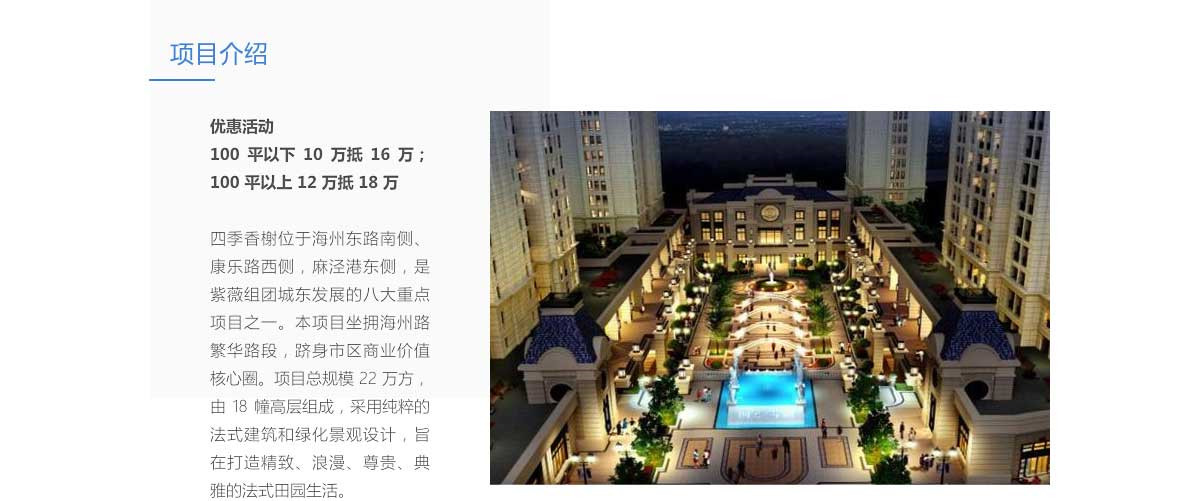 项目介绍
优惠活动
100 平以下 10 万抵 16 万；
100 平以上 12 万抵 18 万
四季香榭位于海州东路南侧、
康乐路西侧，麻泾港东侧，是
紫薇组团城东发展的八大重点
项目之一。本项目坐拥海州路
繁华路段，跻身市区商业价值
核心圈。项目总规模 22 万方，
由 18 幢高层组成，采用纯粹的
法式建筑和绿化景观设计，旨
在打造精致、浪漫、尊贵、典
雅的法式田园生活。